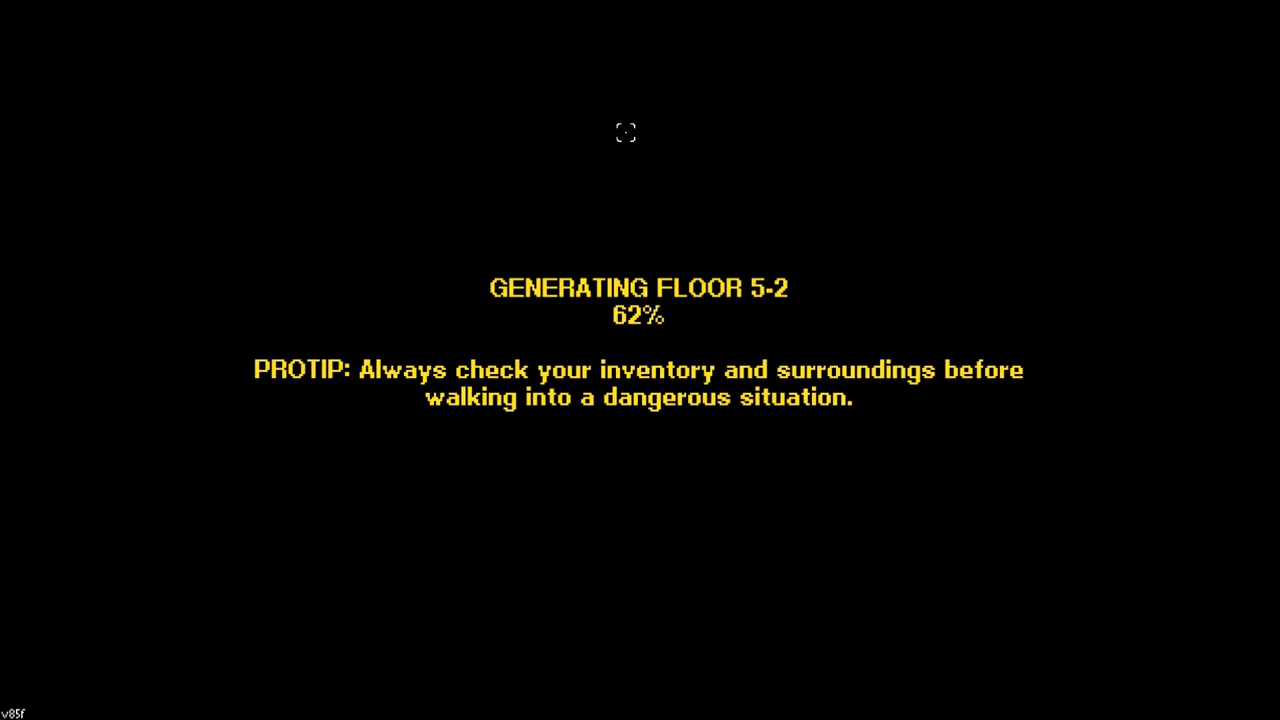 GENERATING FLOOR 5-2
62%
PROTIP: Always check your inventory and surroundings before
walking into a dangerous situation.
v85f